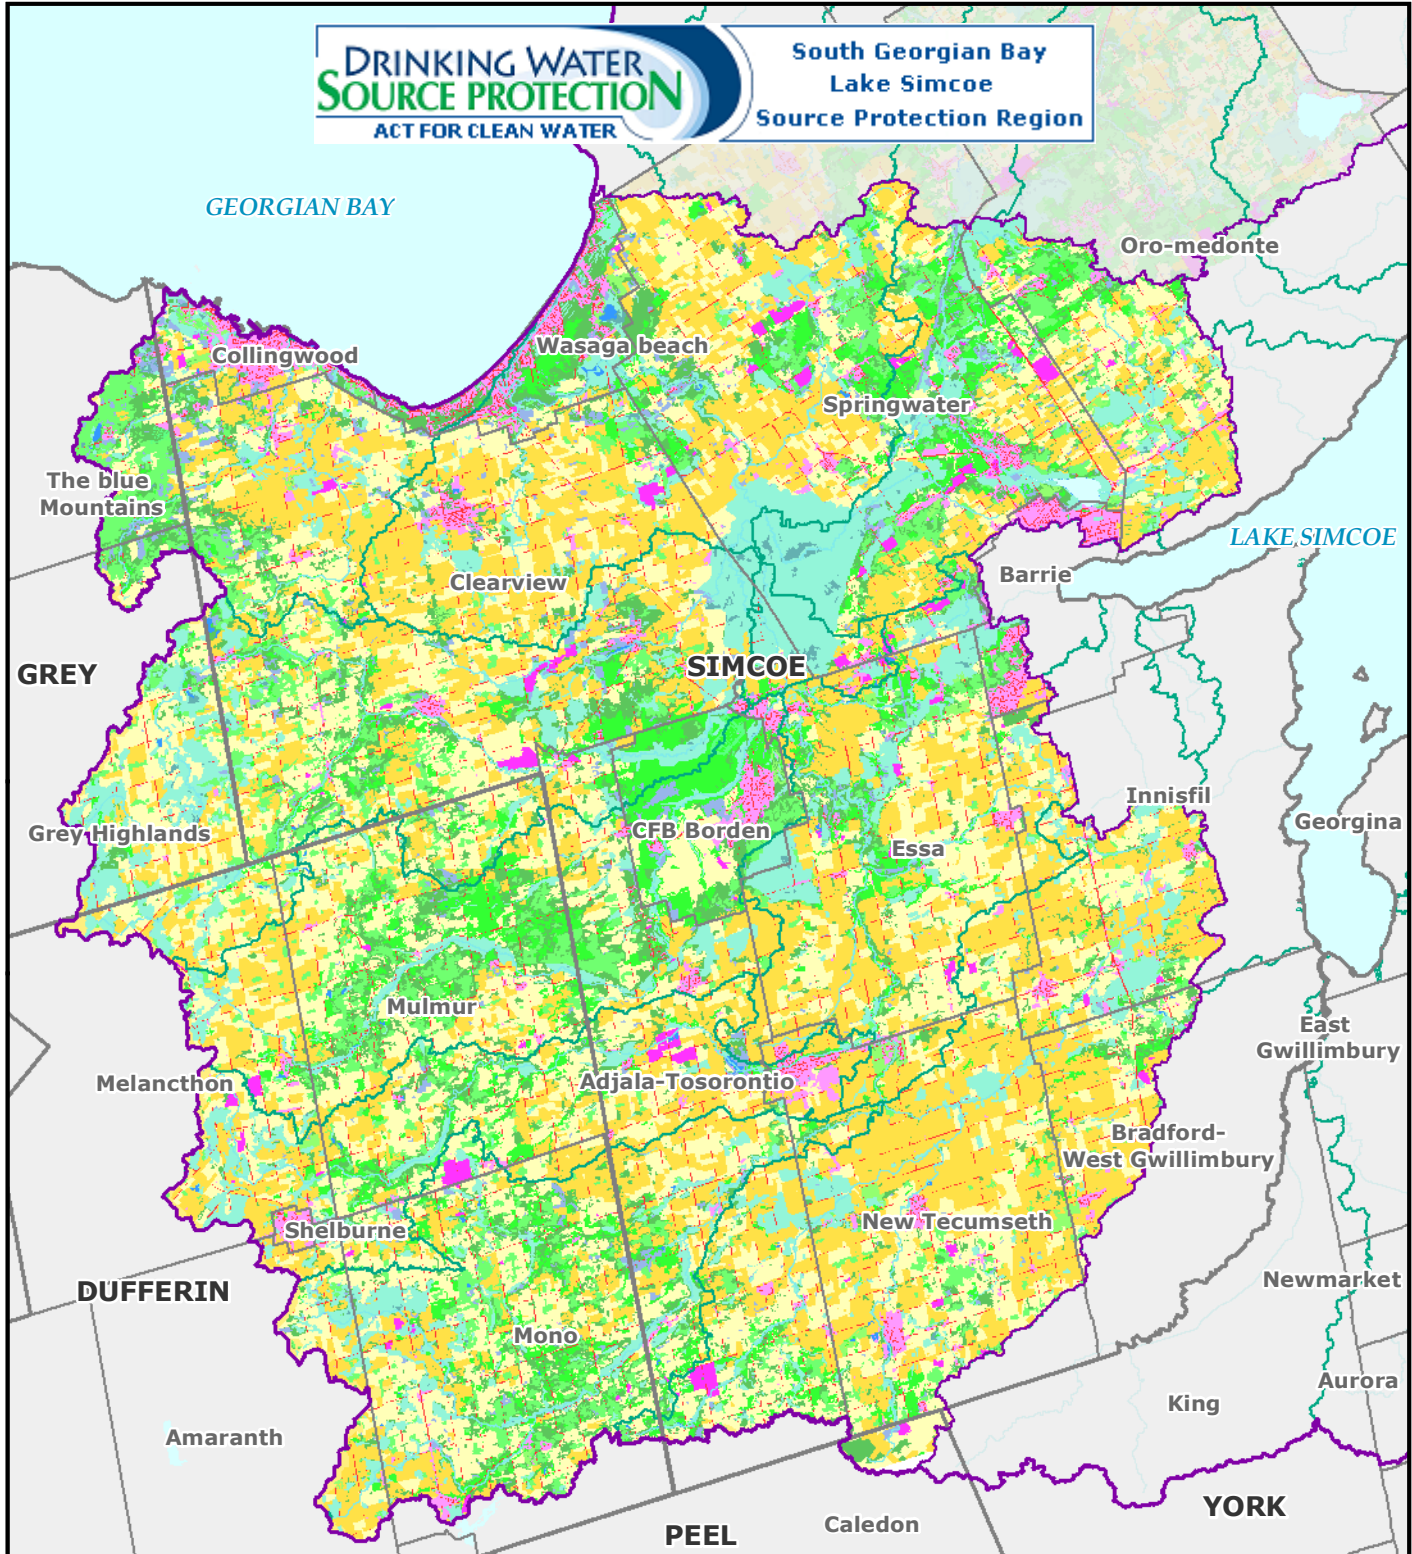 DRINKING WATER
SOURCE PROTECTION
ACT FOR CLEAN WATER
South Georgian Bay
Lake Simcoe
Source Protection Region
GEORGIAN BAY
Oro-medonte
Collingwood
Wasaga beach
Springwater
The blue
Mountains
LAKE SIMCOE
Barrie
Clearview
GREY
SIMCOE
Innisfil
Georgina
Grey Highlands
CFB Borden
Essa
Mulmur
East
Gwillimbury
Melancthon
Adjala-Tosorontio
Bradford-
West Gwillimbury
Shelburne
New Tecumseth
Newmarket
DUFFERIN
Mono
Aurora
King
Amaranth
YORK
Caledon
PEEL